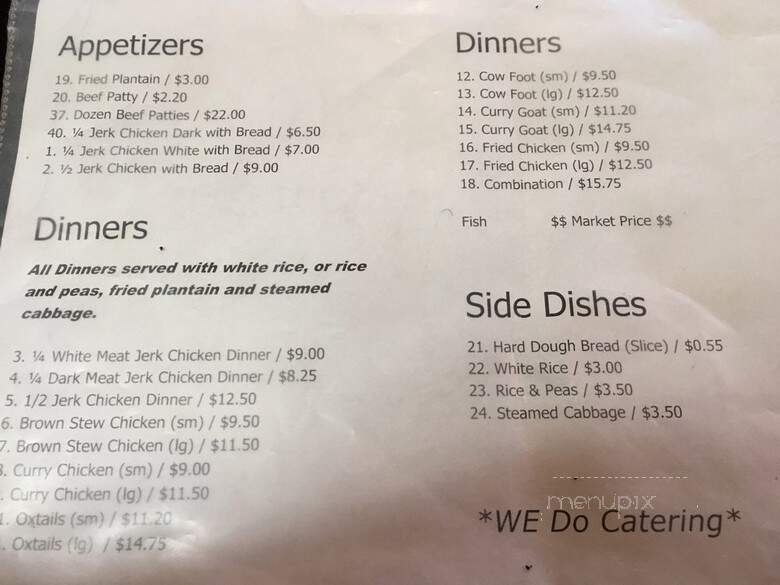 Appetizers
19. Fried Plantain / $3.00
20. Beef Patty / $2.20
37. Dozen Beef Patties / $22.00
40. ¼ Jerk Chicken Dark with Bread / $6.50
1. ¼ Jerk Chicken White with Bread / $7.00
2. ½ Jerk Chicken with Bread / $9.00
Dinners
All Dinners served with white rice, or rice
and peas, fried plantain and steamed
cabbage.
3. ¼ White Meat Jerk Chicken Dinner / $9.00
4. ¼ Dark Meat Jerk Chicken Dinner / $8.25
5. 1/2 Jerk Chicken Dinner / $12.50
6. Brown Stew Chicken (sm) / $9.50
7. Brown Stew Chicken (lg) / $11.50
. Curry Chicken (sm) / $9.00
. Curry Chicken (lg) / $11.50
. Oxtails (sm) / $11.20
. Oxtails (lg) / $14.75
Dinners
12. Cow Foot (sm) / $9.50
13. Cow Foot (lg) / $12.50
14. Curry Goat (sm) / $11.20
15. Curry Goat (lg) / $14.75
16. Fried Chicken (sm) / $9.50
17. Fried Chicken (lg) / $12.50
18. Combination / $15.75
Fish $$ Market Price $$
Side Dishes
21. Hard Dough Bread (Slice) / $0.55
22. White Rice / $3.00
23. Rice & Peas / $3.50
24. Steamed Cabbage / $3.50
menupix
*WE Do Catering*